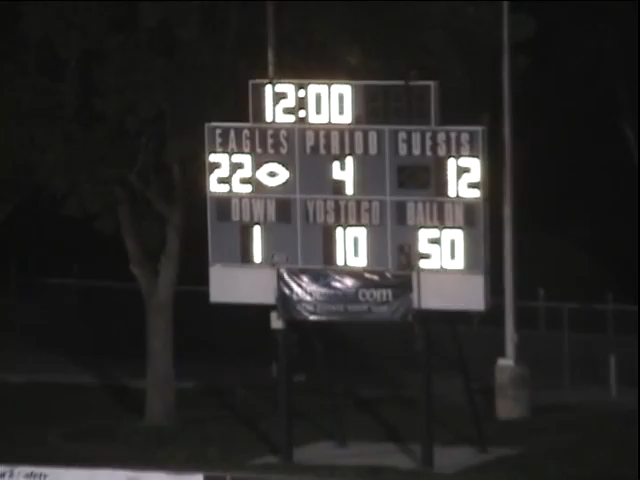 12:00
EAGLES PERIOD GUESTS
22 4 12
DOWN YDS TO GO BALL ON
1 10 50
com